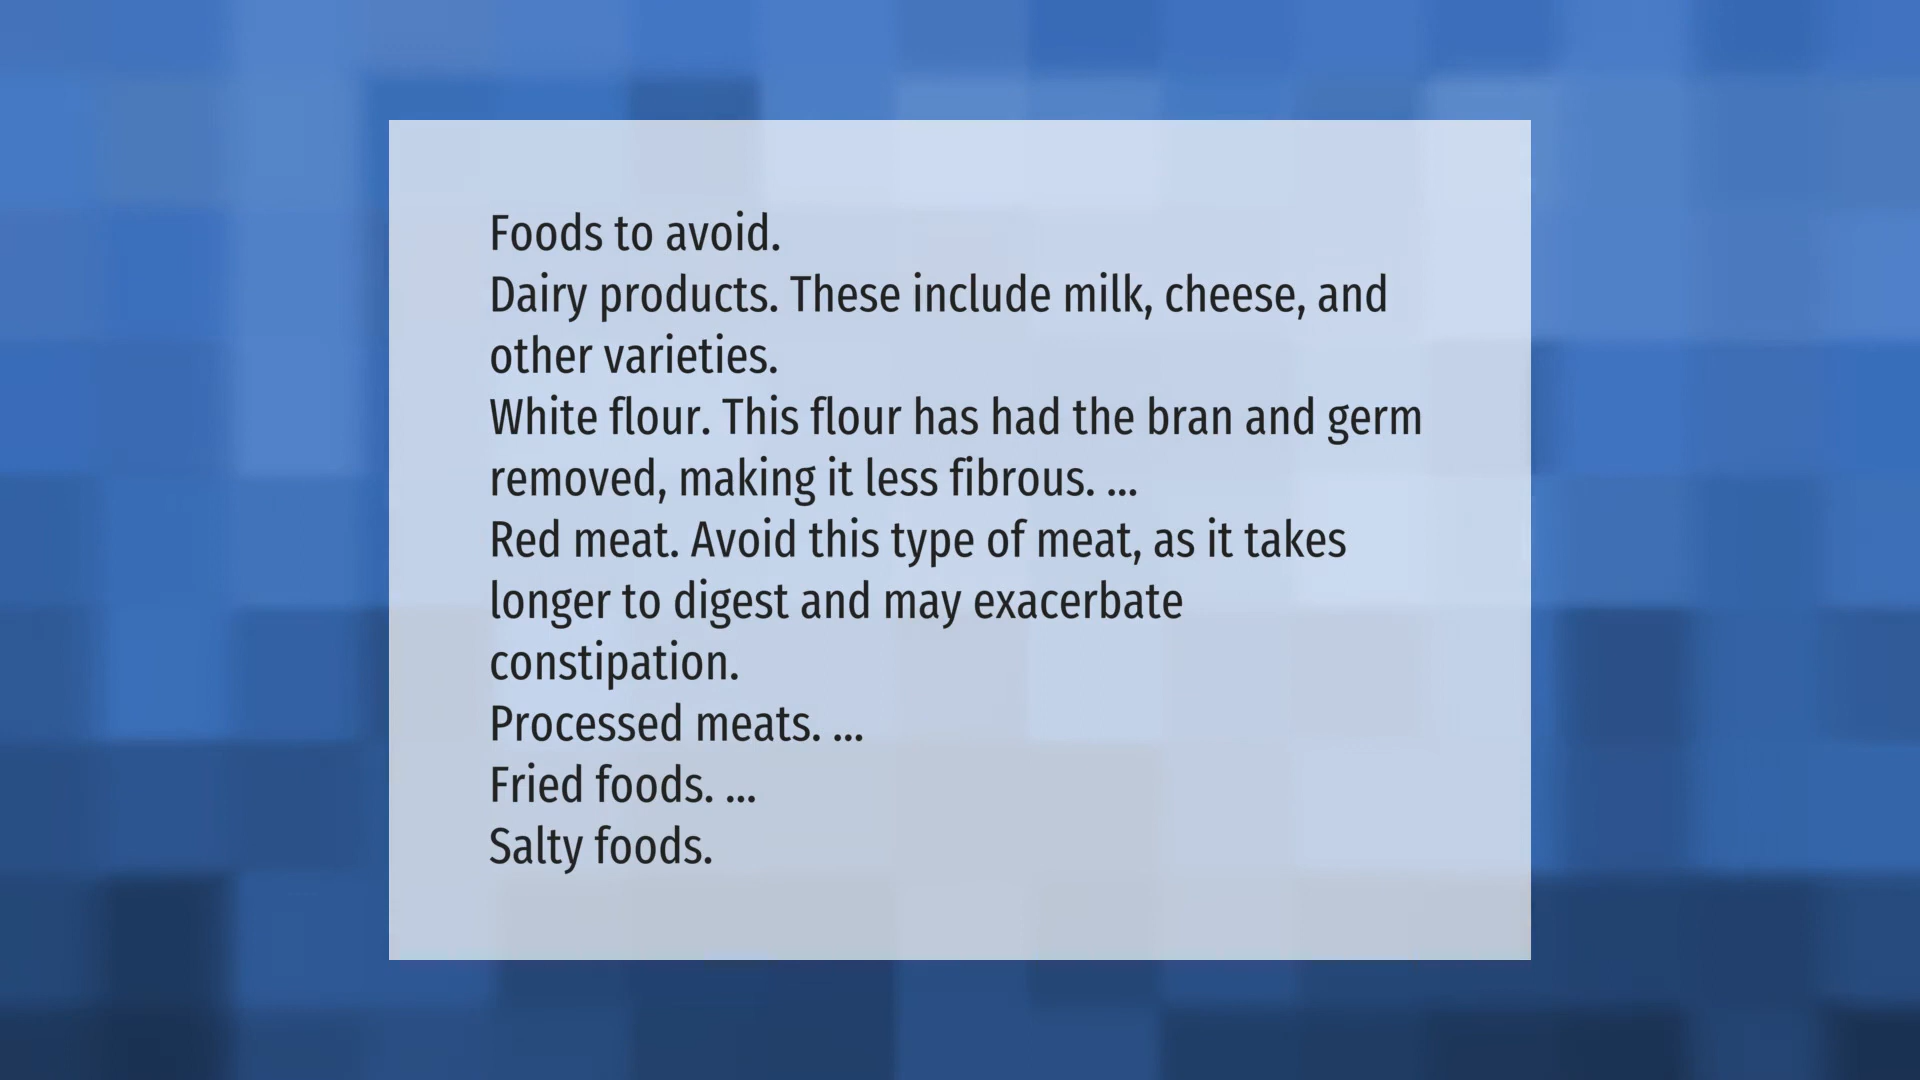 Foods to avoid.
Dairy products. These include milk, cheese, and
other varieties.
White flour. This flour has had the bran and germ
removed, making it less fibrous. ...
Red meat. Avoid this type of meat, as it takes
longer to digest and may exacerbate
constipation.
Processed meats. ...
Fried foods. ...
Salty foods.